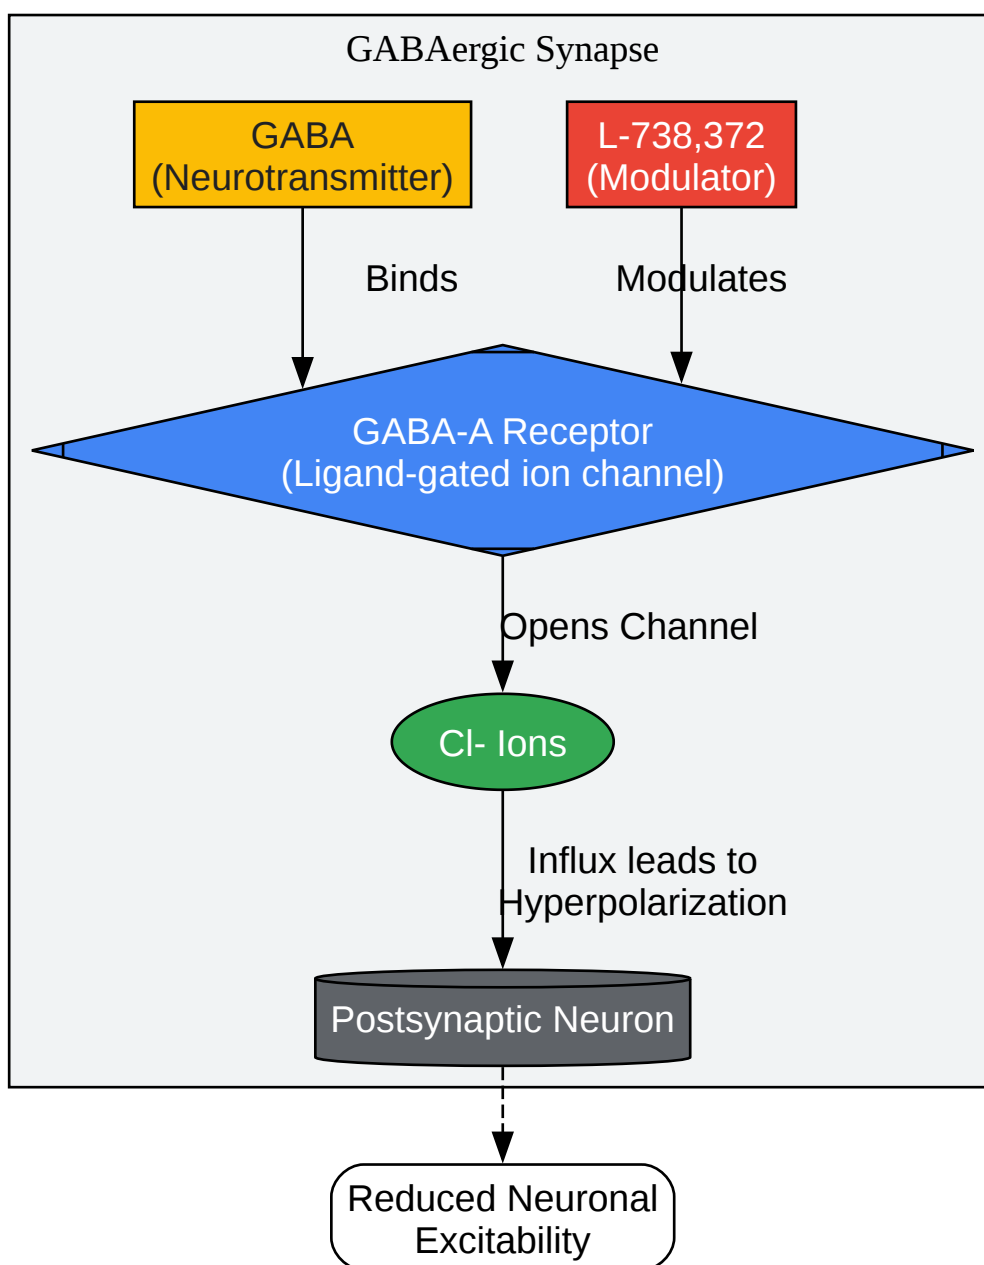 GABAergic Synapse
GABA
(Neurotransmitter)
L-738,372
(Modulator)
Binds
Modulates
GABA-A Receptor
(Ligand-gated ion channel)
Opens Channel
Cl- Ions
Influx leads to
Hyperpolarization
Postsynaptic Neuron
Reduced Neuronal
Excitability